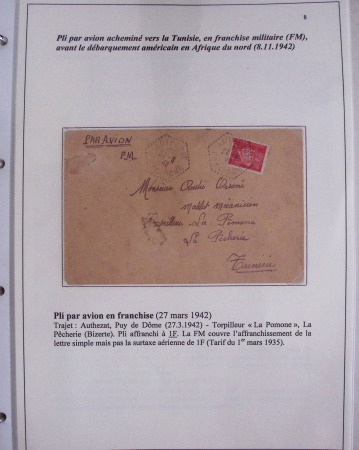 8
Pli par avion acheminé vers la Tunisie, en franchise militaire (FM),
avant le débarquement américain en Afrique du nord (8.11.1942)
PAR AVION
F.M.
Monsieur
Matelot Mécanicien
Torpilleur La Pomone
La Pêcherie
Tunisie
Pli par avion en franchise (27 mars 1942)
Trajet : Authezat, Puy de Dôme (27.3.1942) - Torpilleur « La Pomone », La
Pêcherie (Bizerte). Pli affranchi à 1F. La FM couvre l'affranchissement de la
lettre simple mais pas la surtaxe aérienne de 1F (Tarif du 1er mars 1935).